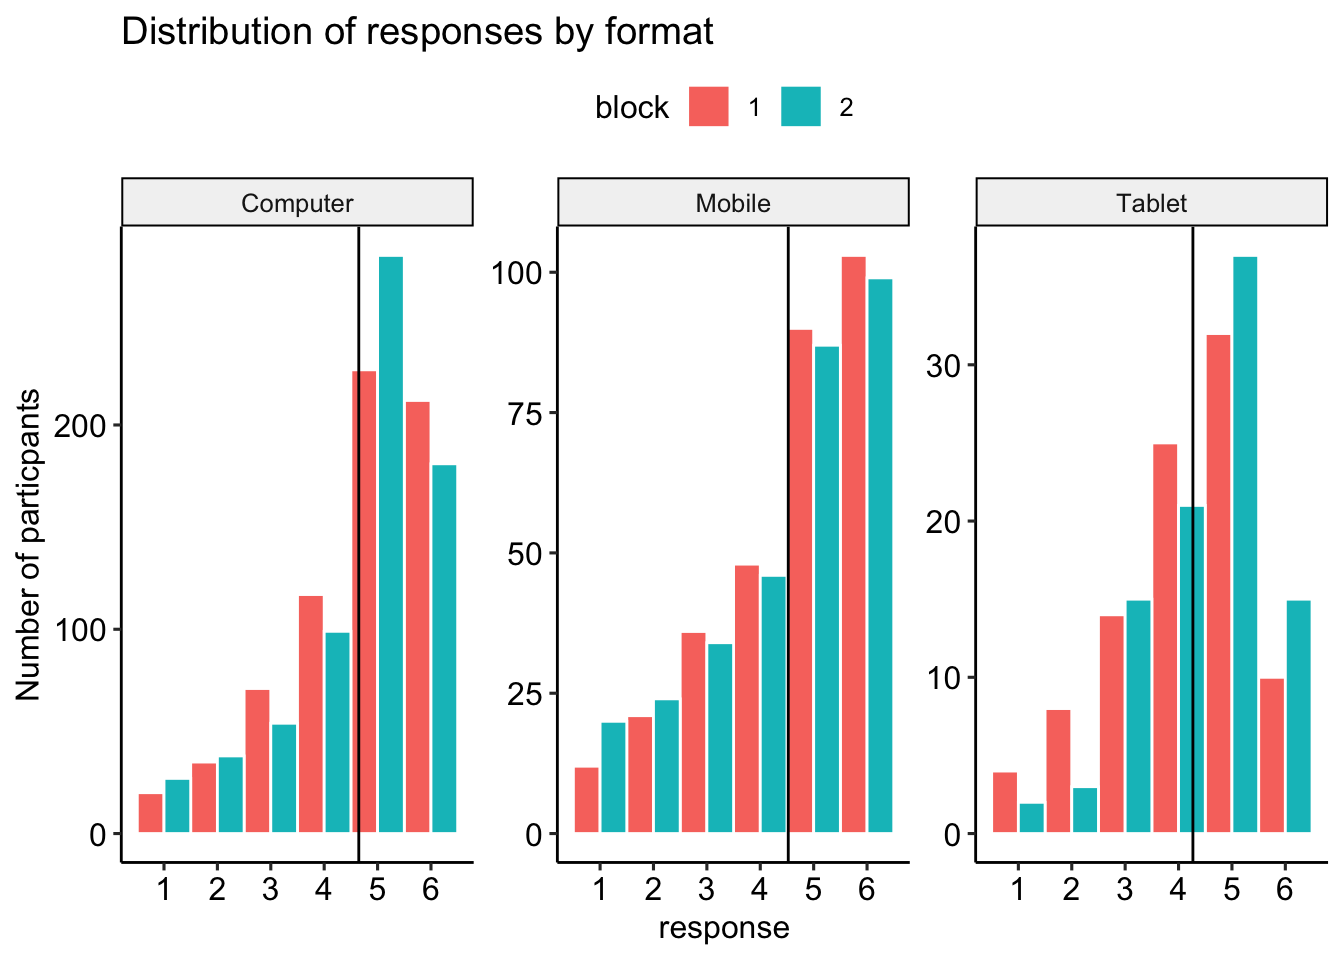 Distribution of responses by format
block 1 2
Computer Mobile Tablet
Number of particpants
200
100
0
100
75
50
25
0
30
20
10
0
1 2 3 4 5 6 1 2 3 4 5 6 1 2 3 4 5 6
response